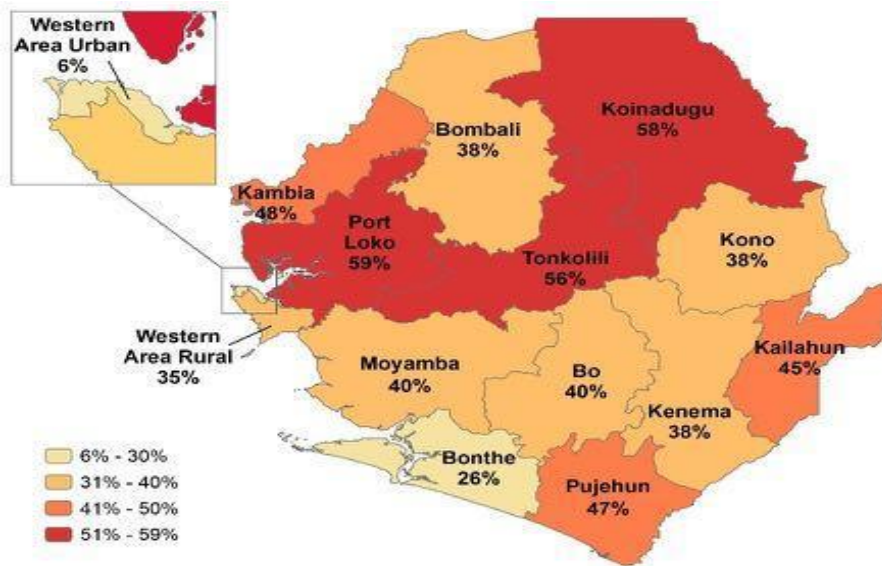 Western
Area Urban
6%
Koinadugu
58%
Bombali
38%
Kambia
48%
Port
Loko
59%
Tonkolili
56%
Kono
38%
Western
Area Rural
35%
Moyamba
40%
Bo
40%
Kailahun
45%
Kenema
38%
Bonthe
26%
Pujehun
47%
6% - 30%
31% - 40%
41% - 50%
51% - 59%